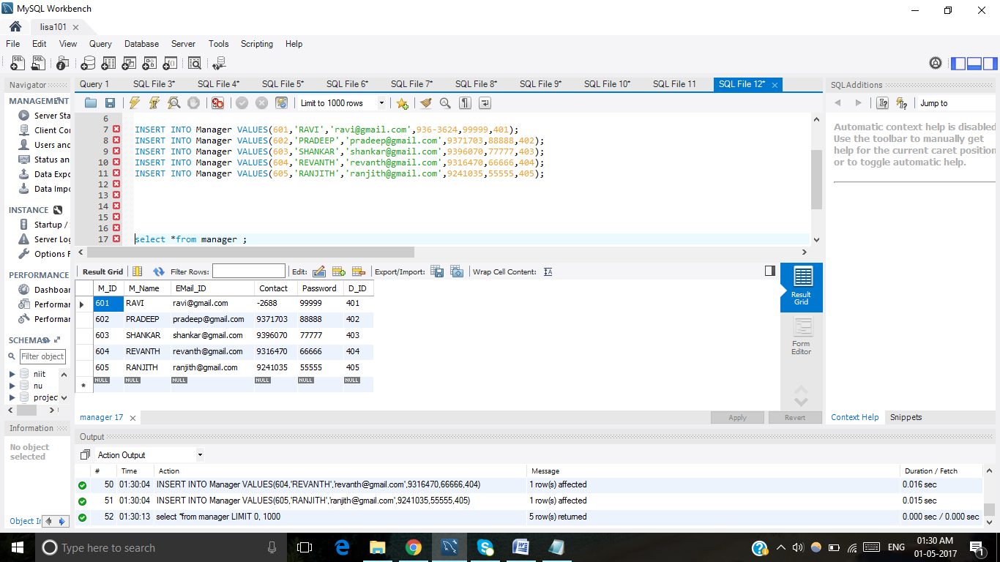 MySQL Workbench
lisa101
File Edit View Query Database Server Tools Scripting Help
Navigator
MANAGEMENT
Server Sta
Client Con
Users and
Status an
Data Expo
Data Impo
INSTANCE
Startup /
Server Log
Options F
PERFORMANCE
Dashboar
Performar
Performar
SCHEMAS
Filter object
niit
nu
project
Information
No object
selected
Object In
Query 1 SQL File 3* SQL File 4* SQL File 5* SQL File 6* SQL File 7* SQL File 8* SQL File 9* SQL File 10* SQL File 11 SQL File 12*
Limit to 1000 rows
6
7 INSERT INTO Manager VALUES(601,'RAVI','ravi@gmail.com',936-3624,99999,401);
8 INSERT INTO Manager VALUES(602,'PRADEEP','pradeep@gmail.com',9371703,88888,402);
9 INSERT INTO Manager VALUES(603,'SHANKAR','shankar@gmail.com',9396070,77777,403);
10 INSERT INTO Manager VALUES(604,'REVANTH','revanth@gmail.com',9316470,66666,404);
11 INSERT INTO Manager VALUES(605,'RANJITH','ranjith@gmail.com',9241035,55555,405);
12
13
14
15
16
17 select *from manager ;
Result Grid Filter Rows: Edit: Export/Import: Wrap Cell Content:
M_ID M_Name EMail_ID Contact Password D_ID
601 RAVI ravi@gmail.com -2688 99999 401
602 PRADEEP pradeep@gmail.com 9371703 88888 402
603 SHANKAR shankar@gmail.com 9396070 77777 403
604 REVANTH revanth@gmail.com 9316470 66666 404
605 RANJITH ranjith@gmail.com 9241035 55555 405
* NULL NULL NULL NULL NULL NULL
Result
Grid
Form
Editor
manager 17
Apply Revert
SQLAdditions
Jump to
Automatic context help is disabled
Use the toolbar to manually get
help for the current caret position
or to toggle automatic help.
Context Help Snippets
Output
Action Output
# Time Action Message Duration / Fetch
50 01:30:04 INSERT INTO Manager VALUES(604,'REVANTH','revanth@gmail.com',9316470,66666,404) 1 row(s) affected 0.016 sec
51 01:30:04 INSERT INTO Manager VALUES(605,'RANJITH','ranjith@gmail.com',9241035,55555,405) 1 row(s) affected 0.015 sec
52 01:30:13 select *from manager LIMIT 0, 1000 5 row(s) returned 0.000 sec / 0.000 sec
Type here to search
ENG
01:30 AM
01-05-2017
1